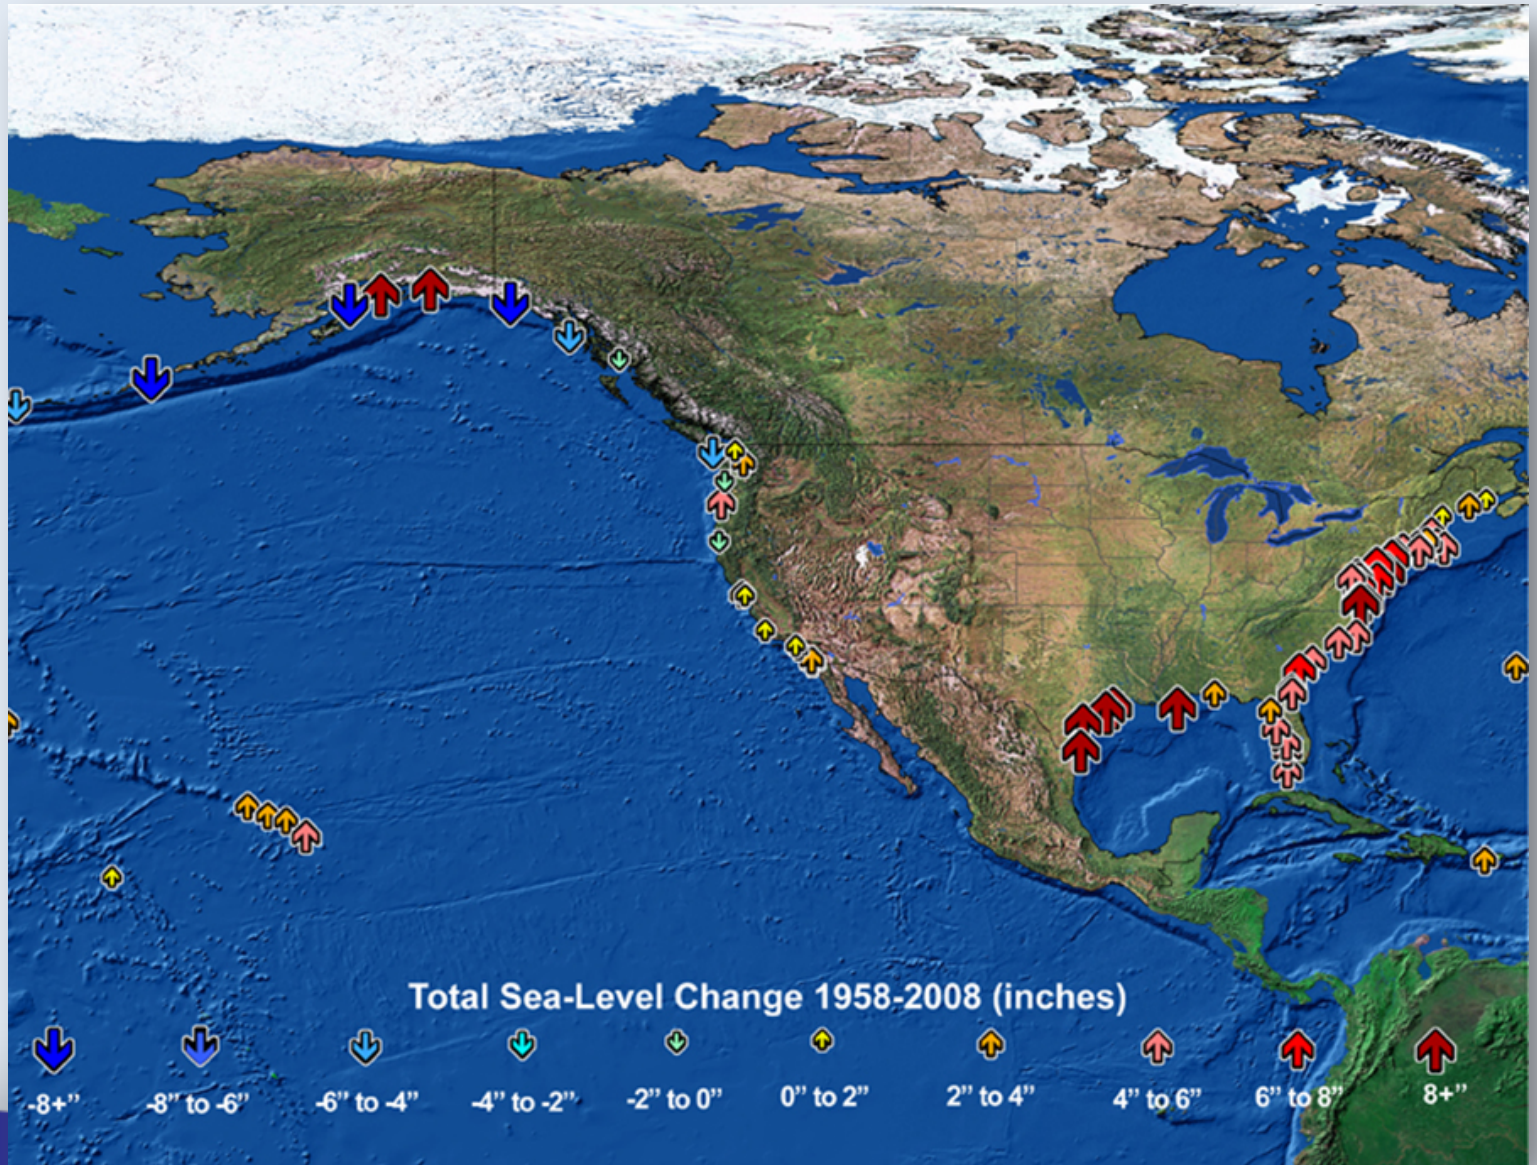 Total Sea-Level Change 1958-2008 (inches)
-8+” -8” to -6” -6” to -4” -4” to -2” -2” to 0” 0” to 2” 2” to 4” 4” to 6” 6” to 8” 8+”